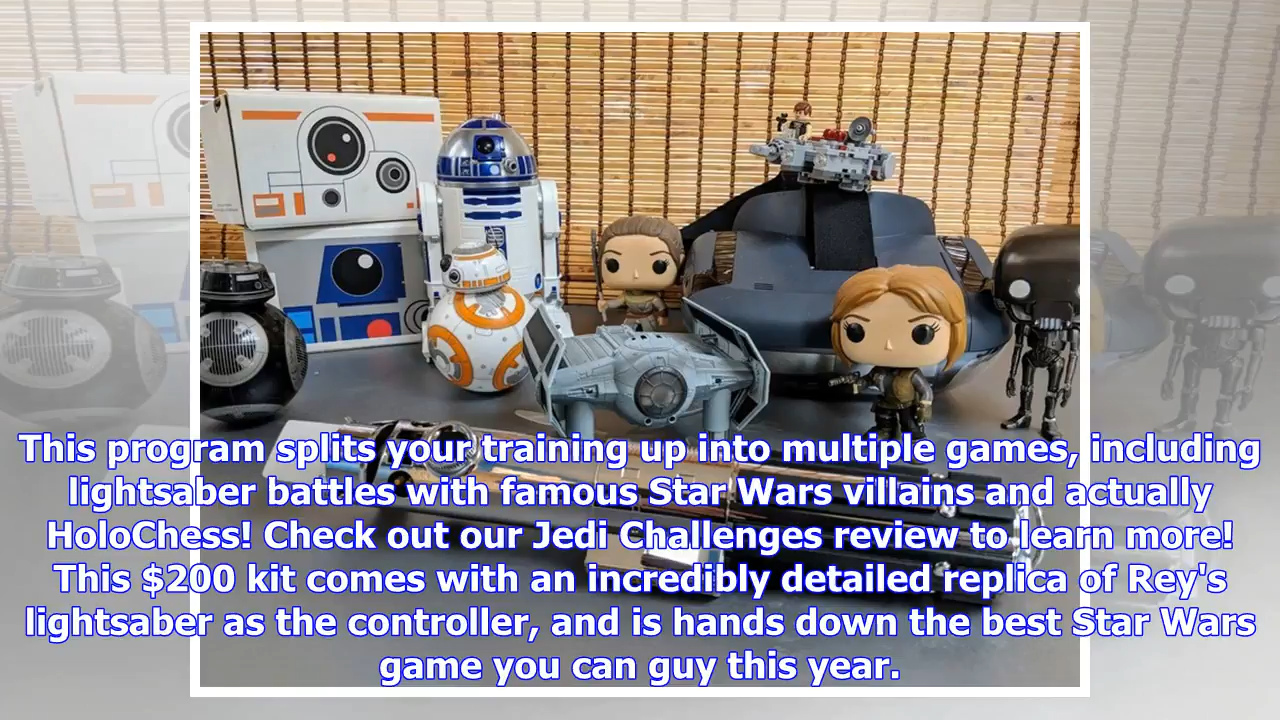 This program splits your training up into multiple games, including
lightsaber battles with famous Star Wars villains and actually
HoloChess! Check out our Jedi Challenges review to learn more!
This $200 kit comes with an incredibly detailed replica of Rey's
lightsaber as the controller, and is hands down the best Star Wars
game you can guy this year.